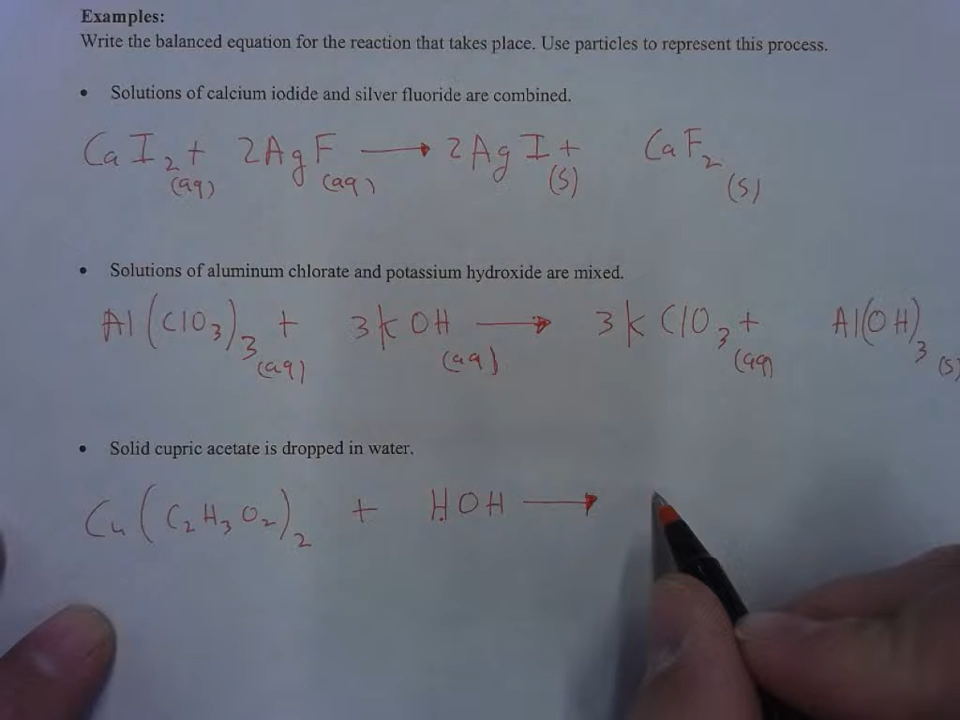 Examples:
Write the balanced equation for the reaction that takes place. Use particles to represent this process.
• Solutions of calcium iodide and silver fluoride are combined.
CaI₂ + 2AgF ⟶ 2AgI + CaF₂
(aq) (aq) (s) (s)
• Solutions of aluminum chlorate and potassium hydroxide are mixed.
Al(ClO₃)₃ + 3KOH ⟶ 3KClO₃ + Al(OH)₃
(aq) (aq) (aq) (s)
• Solid cupric acetate is dropped in water.
Cu(C₂H₃O₂)₂ + HOH ⟶